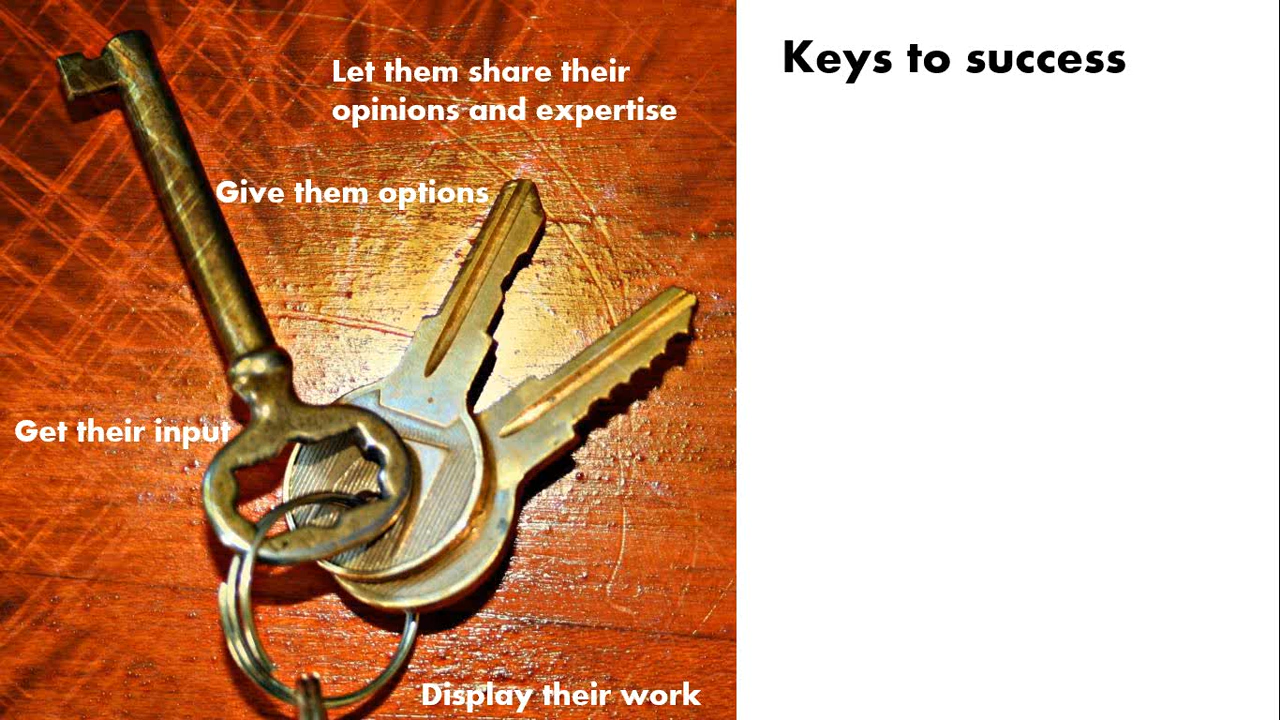 Keys to success
Let them share their
opinions and expertise
Give them options
Get their input
Display their work